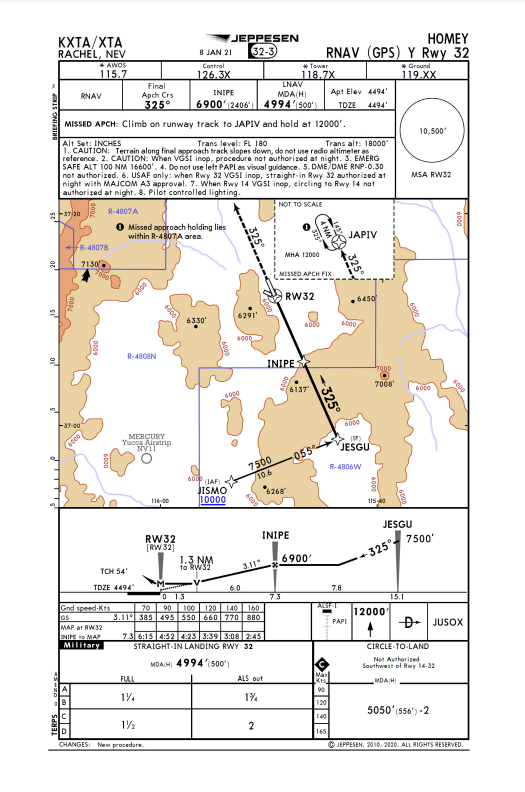 KXTA/XTA
RACHEL, NEV
JEPPESEN
8 JAN 21
32-3
HOMEY
RNAV (GPS) Y Rwy 32
* AWOS
115.7
Control
126.3X
* Tower
118.7X
* Ground
119.XX
BRIEFING STRIP
RNAV
Final
Apch Crs
325°
INIPE
6900' (2406')
LNAV
MDA(H)
4994' (500')
Apt Elev 4494'
TDZE 4494'
MISSED APCH: Climb on runway track to JAPIV and hold at 12000'.
Alt Set: INCHES Trans level: FL 180 Trans alt: 18000'
1. CAUTION: Terrain along final approach track slopes down, do not use radio altimeter as
reference. 2. CAUTION: When VGSI inop, procedure not authorized at night. 3. EMERG
SAFE ALT 100 NM 16600'. 4. Do not use left PAPI as visual guidance. 5. DME/DME RNP-0.30
not authorized. 6. USAF only: when Rwy 32 VGSI inop, straight-in Rwy 32 authorized at
night with MAJCOM A3 approval. 7. When Rwy 14 VGSI inop, circling to Rwy 14 not
authorized at night. 8. Pilot controlled lighting.
10,500'
MSA RW32
25
37-20
7000
R-4807A
R-4807B
1 Missed approach holding lies
within R-4807A area.
7130'
7000
20
6000
NOT TO SCALE
1
4 NM
145°
325°
JAPIV
MHA 12000
325°
MISSED APCH FIX
325°
6000
RW32
6450'
6291'
6330'
6000
15
R-4808N
10
INIPE
6137'
7000
7008'
325°
6000
5
37-00
MERCURY
Yucca Airstrip
NV11
JESGU
(IF)
R-4806W
7500
055°
10.6
(IAF)
JISMO
10000
6268'
0
5
116-00
115-40
RW32
[RW32]
INIPE
JESGU
1.3 NM
to RW32
3.11°
6900'
325°
7500'
TCH 54'
TDZE 4494'
M
V
0 1.3 6.0 7.3 7.8 15.1
Gnd speed-Kts 70 90 100 120 140 160
GS 3.11° 385 495 550 660 770 880
MAP at RW32
INIPE to MAP 7.3 6:15 4:52 4:23 3:39 3:08 2:45
ALSF-I
PAPI
12000'
D
JUSOX
Military
STRAIGHT-IN LANDING RWY 32
MDA(H) 4994' (500')
FULL
ALS out
A
B
C
D
1¼
1¾
1½
2
CIRCLE-TO-LAND
Not Authorized
Southwest of Rwy 14-32
C
Max
Kts
MDA(H)
90
120
140
165
5050' (556') -2
TERPS
CHANGES: New procedure.
© JEPPESEN, 2010, 2020. ALL RIGHTS RESERVED.